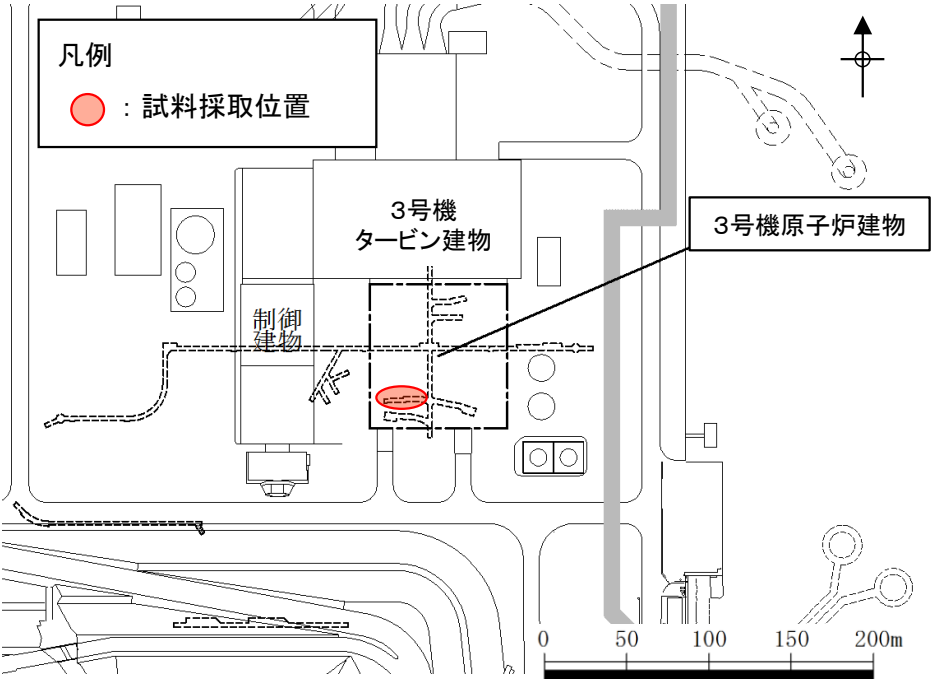 凡例
：試料採取位置
3号機
タービン建物
3号機原子炉建物
制御
建物
0 50 100 150 200m